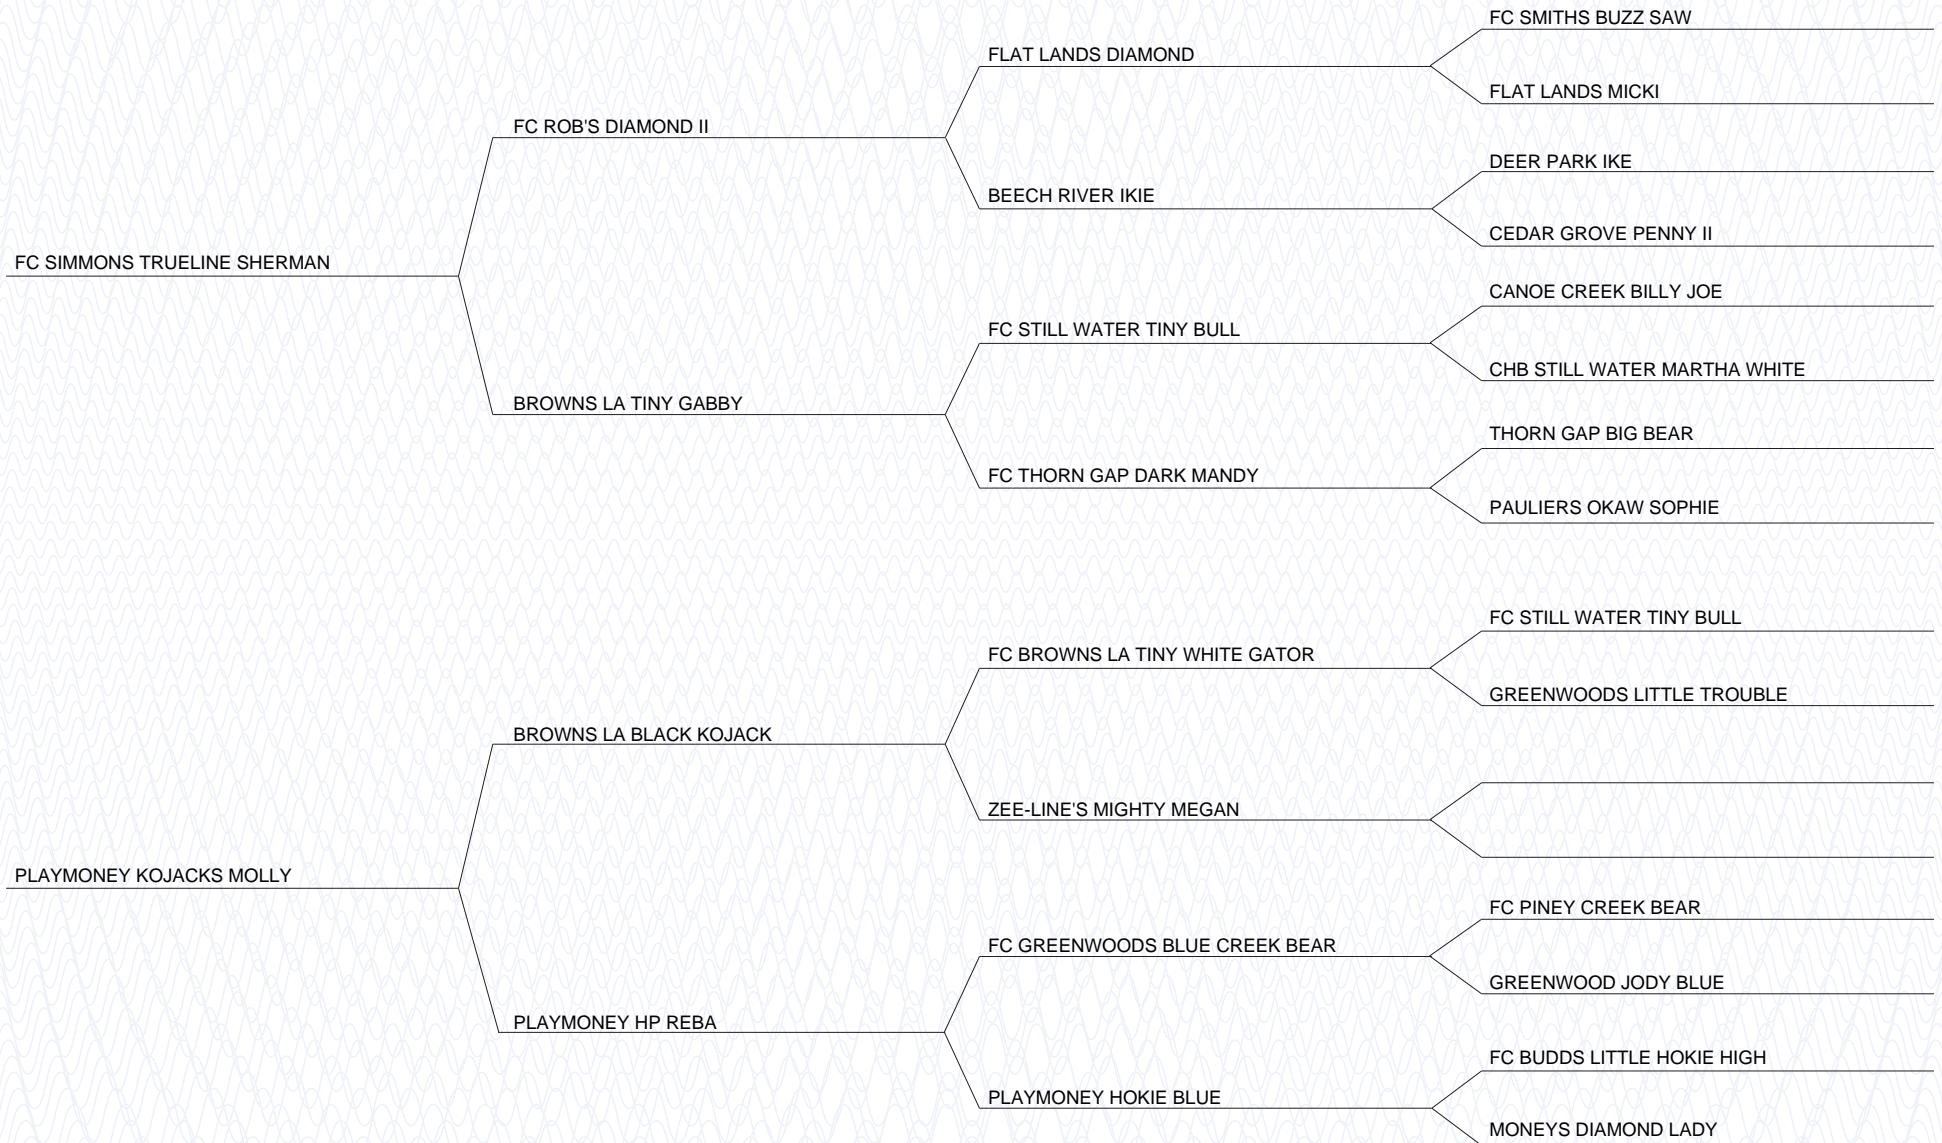 FC SMITHS BUZZ SAW
FLAT LANDS DIAMOND
FLAT LANDS MICKI
FC ROB'S DIAMOND II
DEER PARK IKE
BEECH RIVER IKIE
CEDAR GROVE PENNY II
FC SIMMONS TRUELINE SHERMAN
CANOE CREEK BILLY JOE
FC STILL WATER TINY BULL
CHB STILL WATER MARTHA WHITE
BROWNS LA TINY GABBY
THORN GAP BIG BEAR
FC THORN GAP DARK MANDY
PAULIERS OKAW SOPHIE
FC STILL WATER TINY BULL
FC BROWNS LA TINY WHITE GATOR
GREENWOODS LITTLE TROUBLE
BROWNS LA BLACK KOJACK
ZEE-LINE'S MIGHTY MEGAN
PLAYMONEY KOJACKS MOLLY
FC PINEY CREEK BEAR
FC GREENWOODS BLUE CREEK BEAR
GREENWOOD JODY BLUE
PLAYMONEY HP REBA
FC BUDDS LITTLE HOKIE HIGH
PLAYMONEY HOKIE BLUE
MONEYS DIAMOND LADY